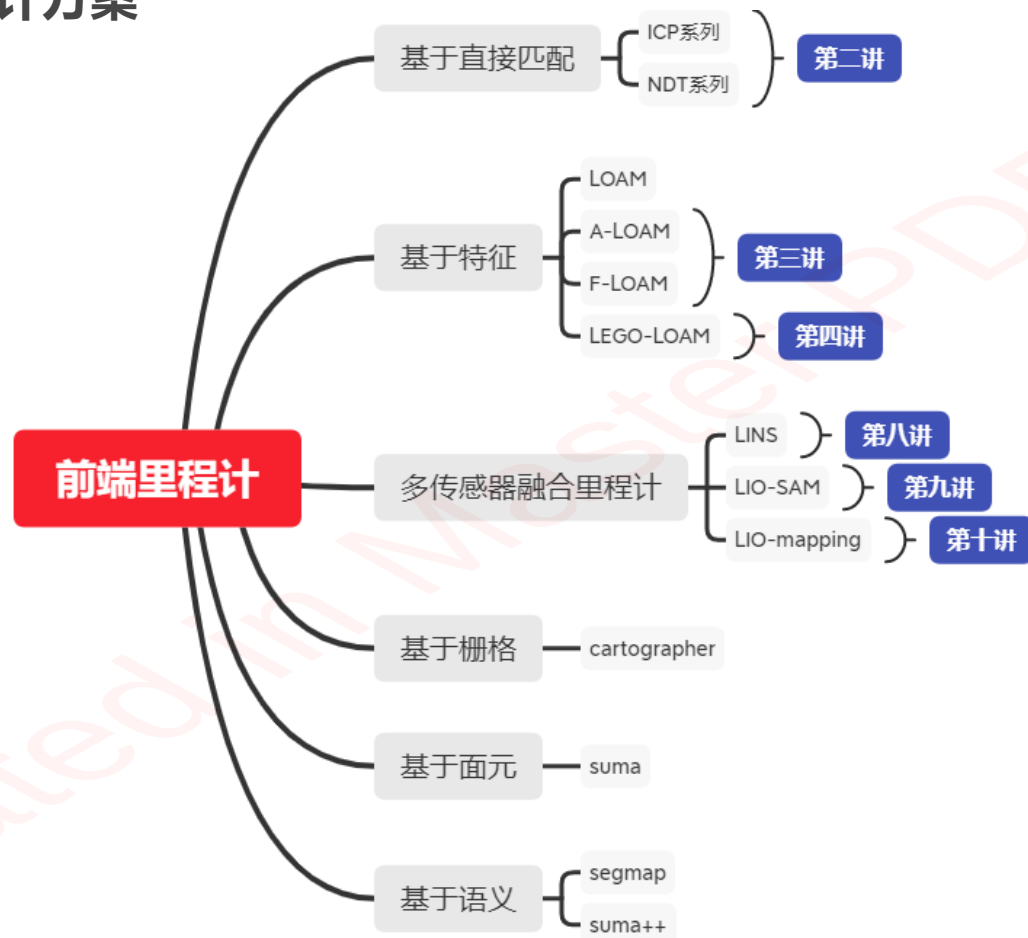 计方案
前端里程计
基于直接匹配
ICP系列
NDT系列
第二讲
基于特征
LOAM
A-LOAM
F-LOAM
第三讲
LEGO-LOAM
第四讲
多传感器融合里程计
LINS
第八讲
LIO-SAM
第九讲
LIO-mapping
第十讲
基于栅格
cartographer
基于面元
suma
基于语义
segmap
suma++
ated in Master PD